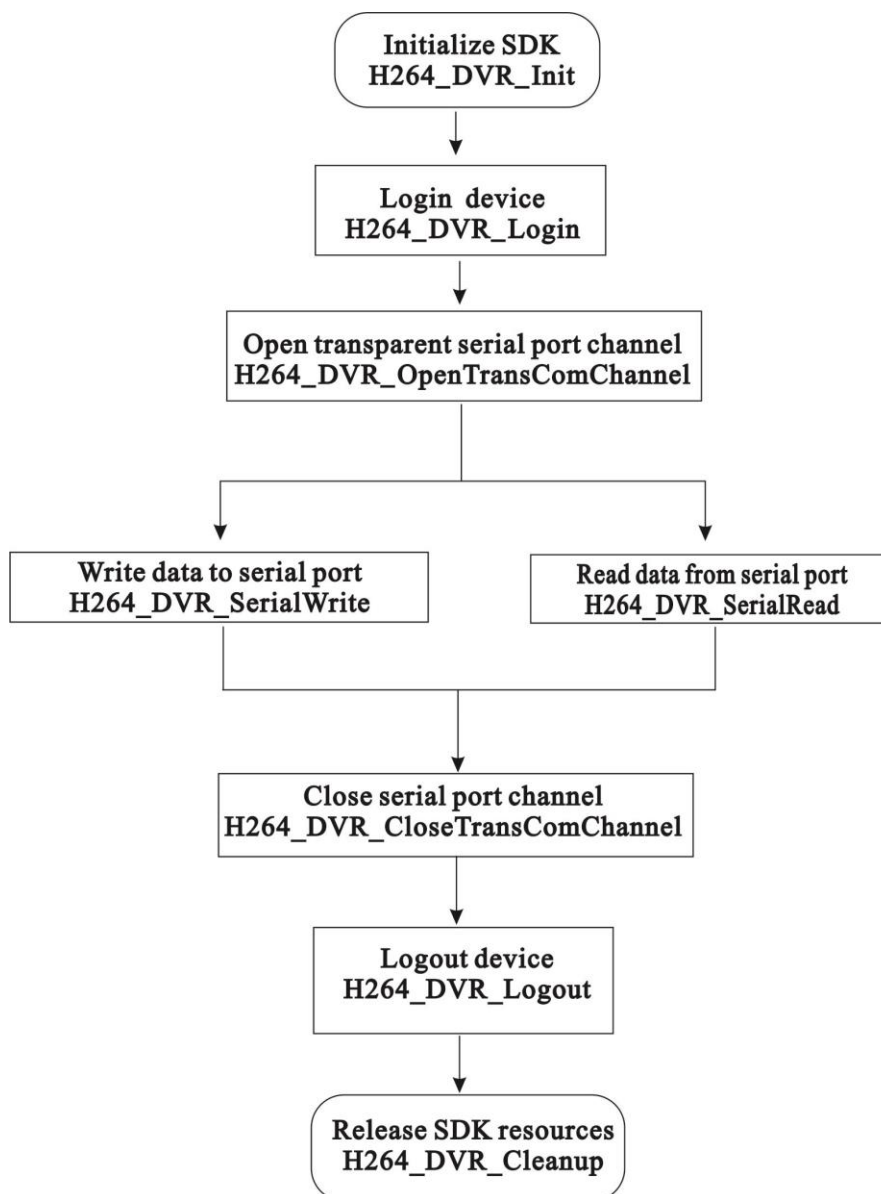 Initialize SDK
H264_DVR_Init
Login device
H264_DVR_Login
Open transparent serial port channel
H264_DVR_OpenTransComChannel
Write data to serial port
H264_DVR_SerialWrite
Read data from serial port
H264_DVR_SerialRead
Close serial port channel
H264_DVR_CloseTransComChannel
Logout device
H264_DVR_Logout
Release SDK resources
H264_DVR_Cleanup